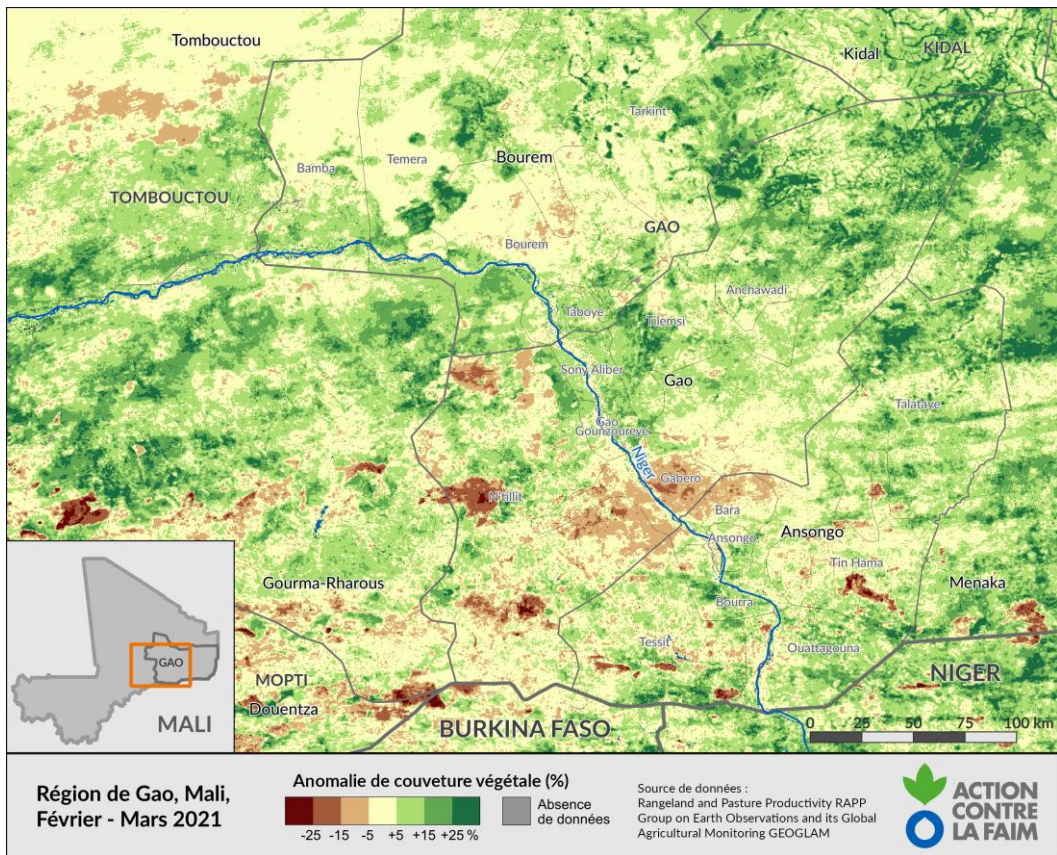 Tombouctou
Kidal
KIDAL
Tarkint
Bourem
Temera
Bamba
TOMBOUCTOU
GAO
Bourem
Anchawadi
Taboye
Tilemsi
Sony Aliber
Gao
Talataye
Gao
Gounzoureye
Niger
Gabero
N'tillit
Bara
Ansongo
Ansongo
Tin Hama
Gourma-Rharous
Menaka
Bourra
Tessit
Ouattagouna
MOPTI
NIGER
Douentza
BURKINA FASO
GAO
MALI
0 25 50 75 100 km
Région de Gao, Mali,
Février - Mars 2021
Anomalie de couveture végétale (%)
-25 -15 -5 +5 +15 +25 %
Absence
de données
Source de données :
Rangeland and Pasture Productivity RAPP
Group on Earth Observations and its Global
Agricultural Monitoring GEOGLAM
ACTION
CONTRE
LA FAIM